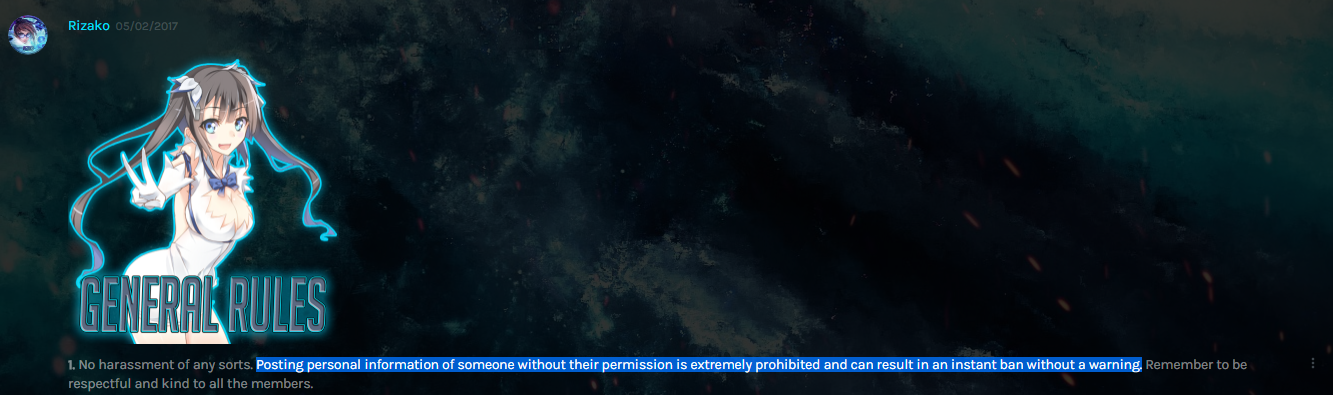 Rizako 05/02/2017
GENERAL RULES
1. No harassment of any sorts. Posting personal information of someone without their permission is extremely prohibited and can result in an instant ban without a warning. Remember to be
respectful and kind to all the members.